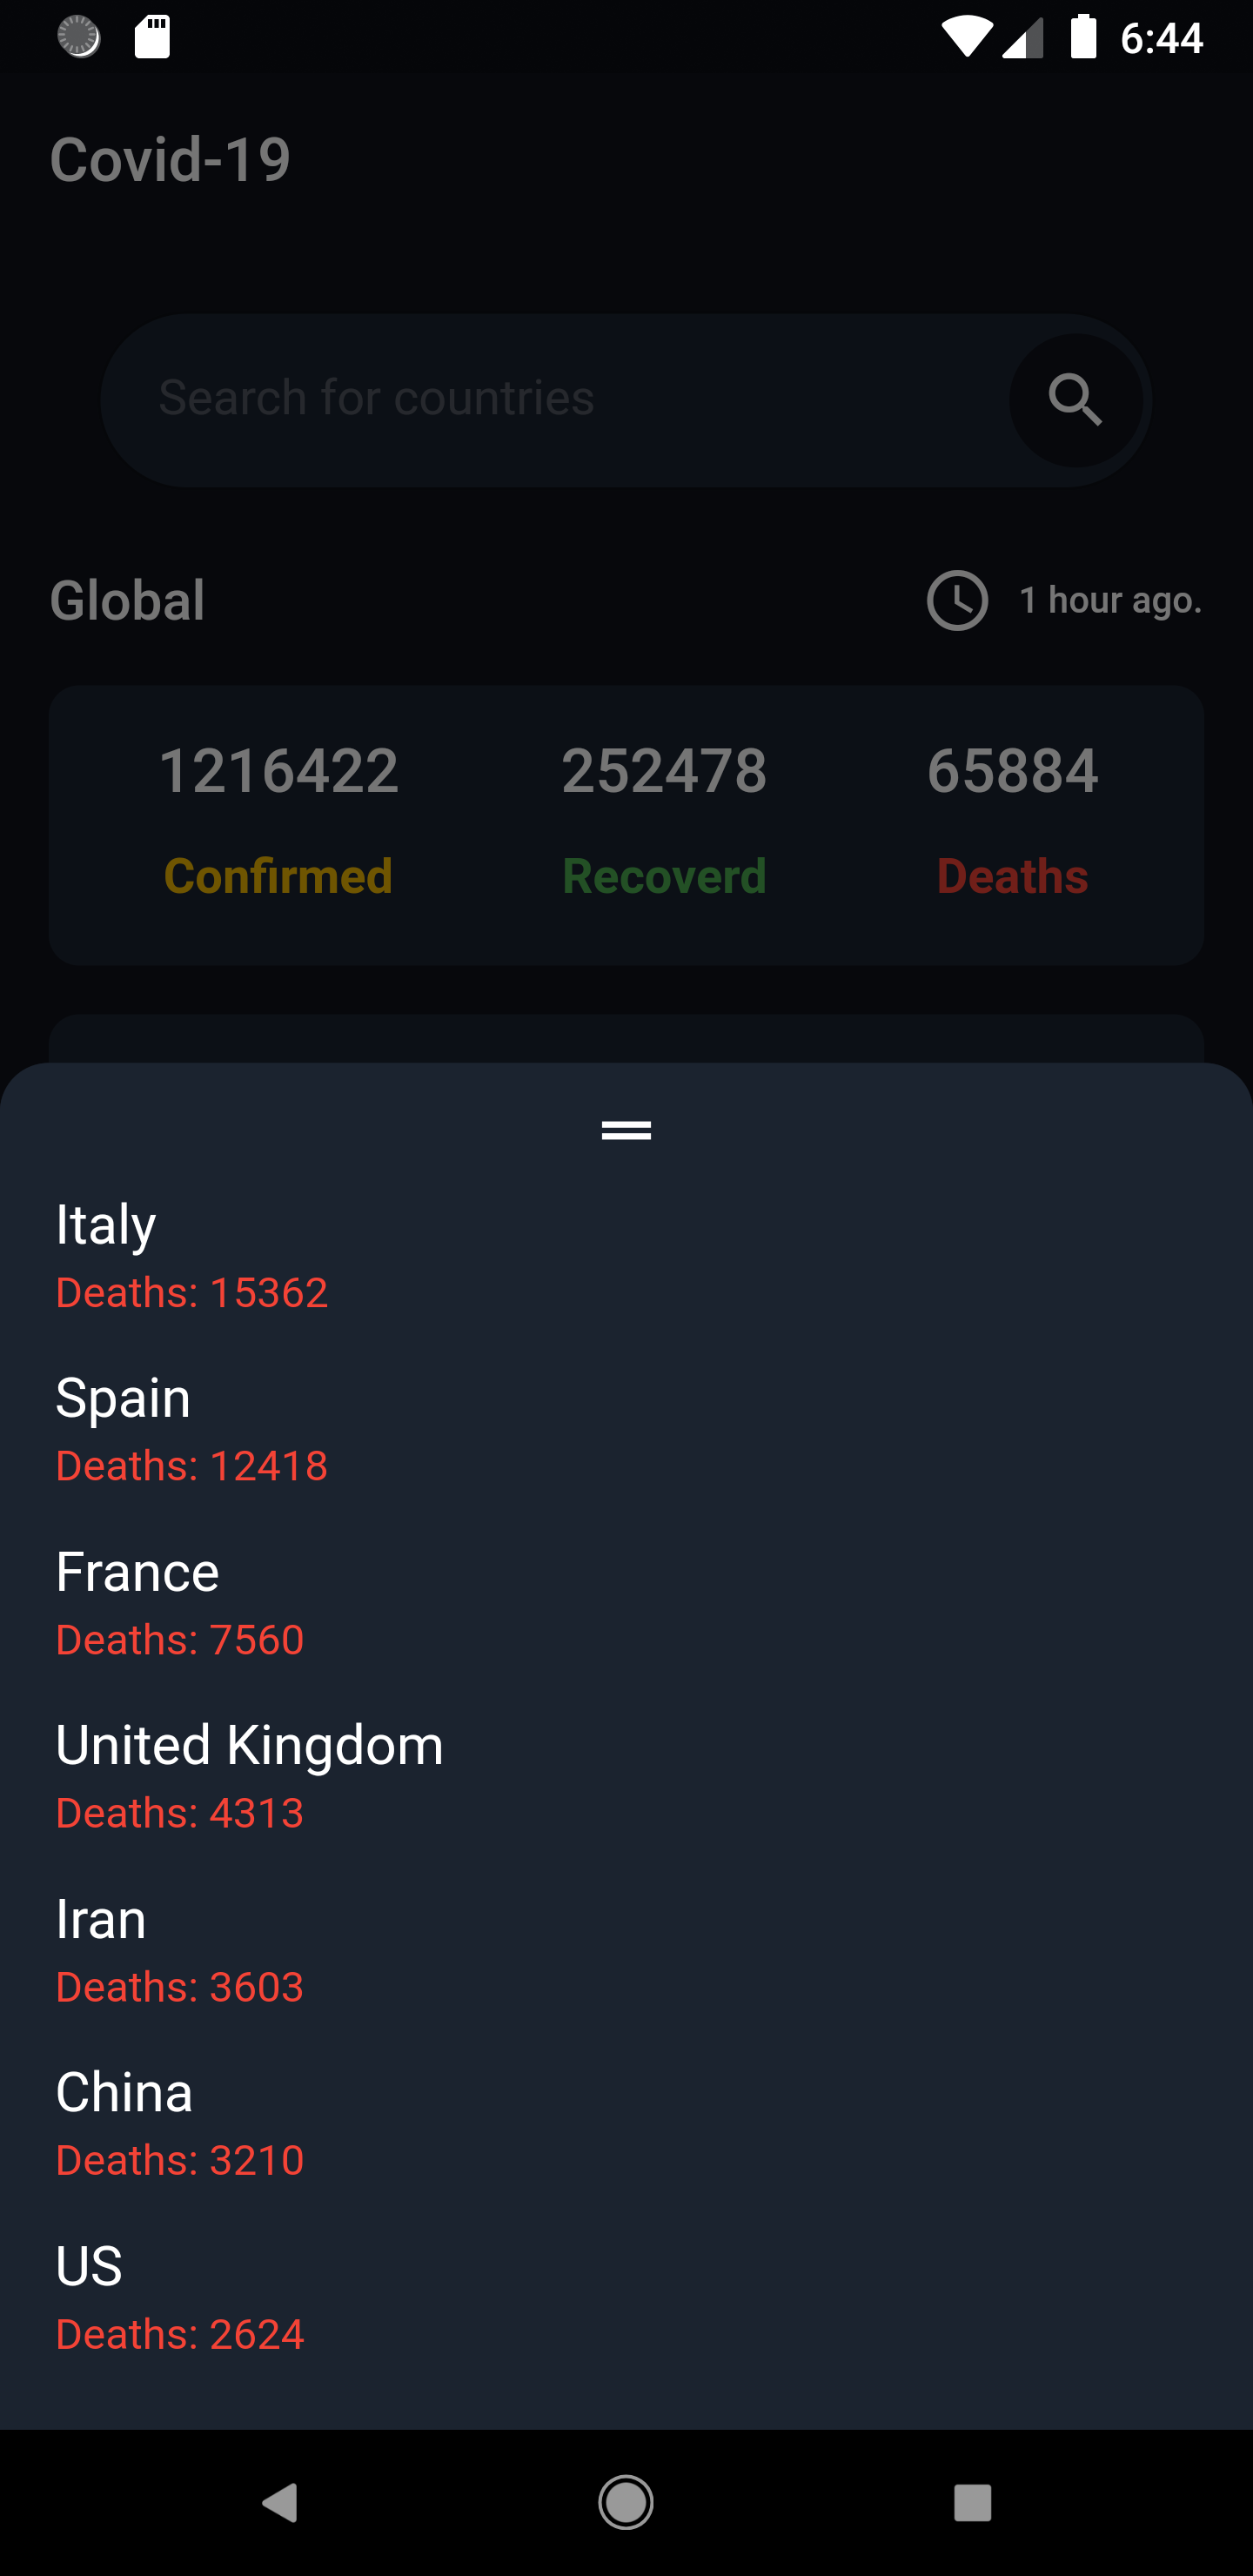 6:44
Covid-19
Search for countries
Global
1 hour ago.
1216422 252478 65884
Confirmed Recoverd Deaths
Italy
Deaths: 15362
Spain
Deaths: 12418
France
Deaths: 7560
United Kingdom
Deaths: 4313
Iran
Deaths: 3603
China
Deaths: 3210
US
Deaths: 2624